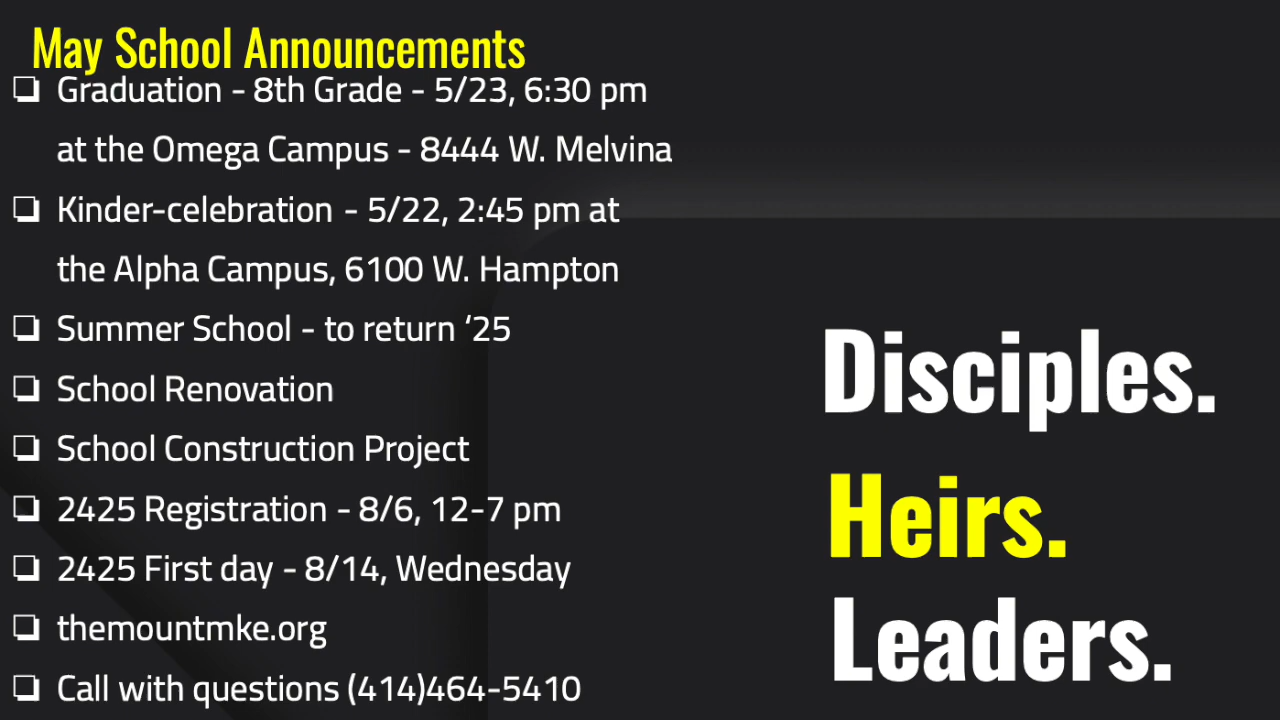 May School Announcements
❏ Graduation - 8th Grade - 5/23, 6:30 pm
at the Omega Campus - 8444 W. Melvina
❏ Kinder-celebration - 5/22, 2:45 pm at
the Alpha Campus, 6100 W. Hampton
❏ Summer School - to return ‘25
❏ School Renovation
❏ School Construction Project
❏ 2425 Registration - 8/6, 12-7 pm
❏ 2425 First day - 8/14, Wednesday
❏ themountmke.org
❏ Call with questions (414)464-5410
Disciples.
Heirs.
Leaders.